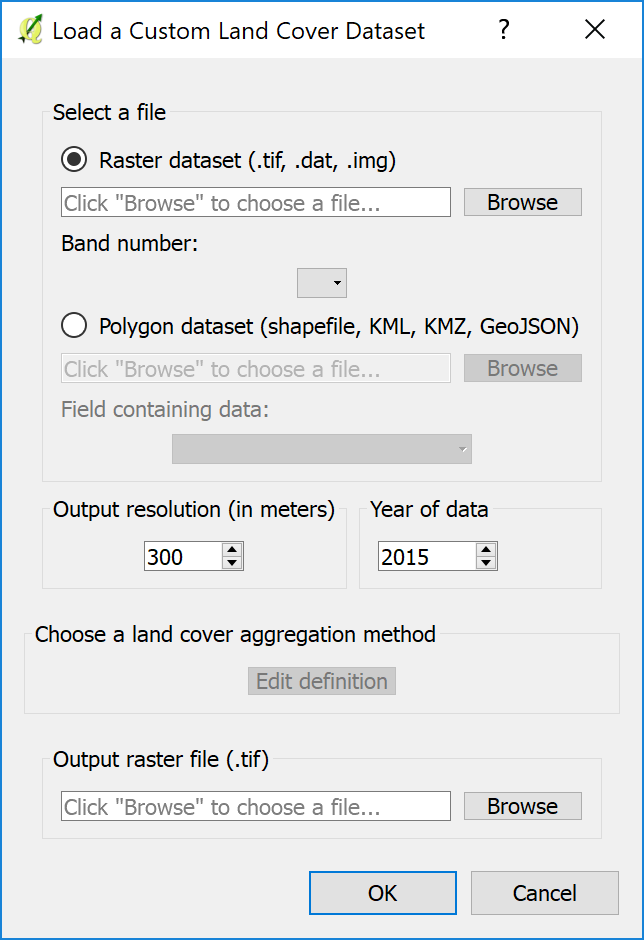 Load a Custom Land Cover Dataset ?
Select a file
Raster dataset (.tif, .dat, .img)
Click "Browse" to choose a file... Browse
Band number:
Polygon dataset (shapefile, KML, KMZ, GeoJSON)
Click "Browse" to choose a file... Browse
Field containing data:
Output resolution (in meters) Year of data
300 2015
Choose a land cover aggregation method
Edit definition
Output raster file (.tif)
Click "Browse" to choose a file... Browse
OK Cancel